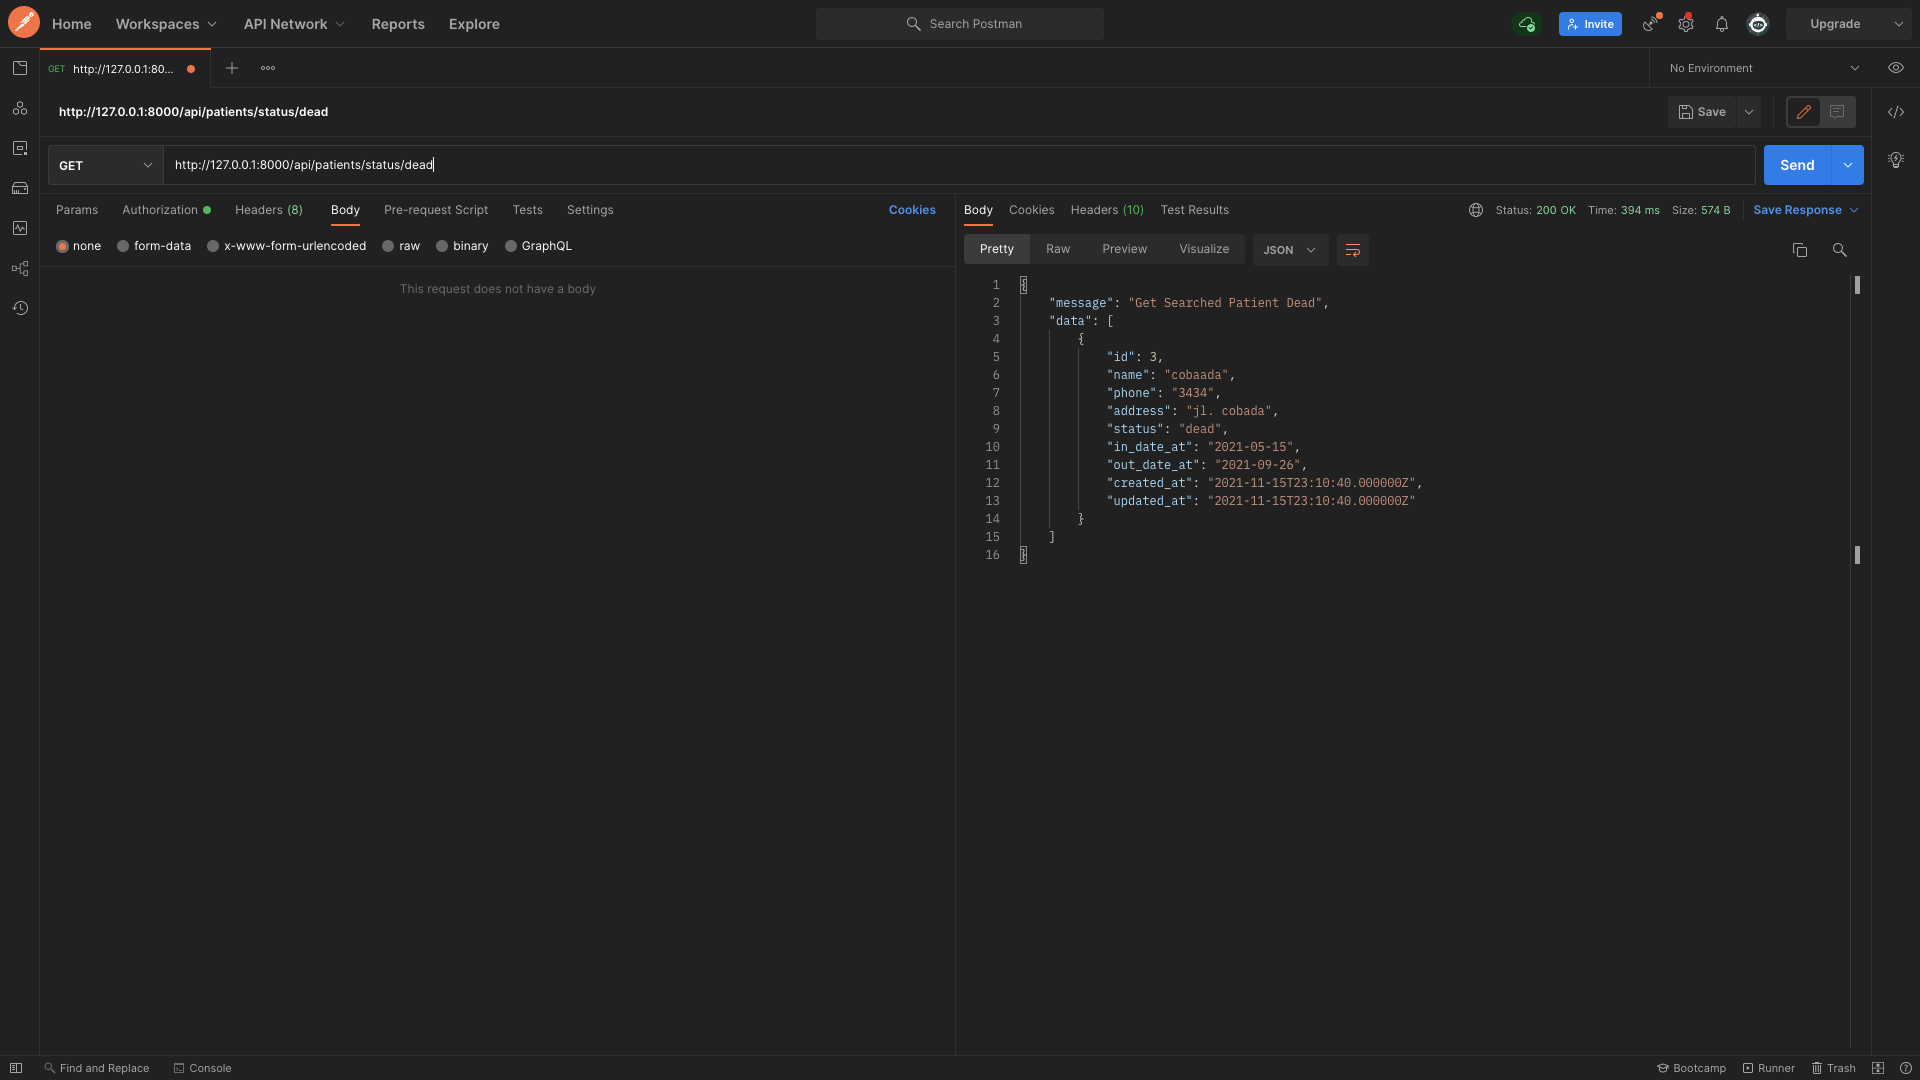 Home Workspaces API Network Reports Explore Search Postman Invite Upgrade
GET http://127.0.0.1:80... No Environment
http://127.0.0.1:8000/api/patients/status/dead Save
GET http://127.0.0.1:8000/api/patients/status/dead Send
Params Authorization Headers (8) Body Pre-request Script Tests Settings Cookies
none form-data x-www-form-urlencoded raw binary GraphQL
This request does not have a body
Body Cookies Headers (10) Test Results Status: 200 OK Time: 394 ms Size: 574 B Save Response
Pretty Raw Preview Visualize JSON
1 {
2 "message": "Get Searched Patient Dead",
3 "data": [
4 {
5 "id": 3,
6 "name": "cobaada",
7 "phone": "3434",
8 "address": "jl. cobada",
9 "status": "dead",
10 "in_date_at": "2021-05-15",
11 "out_date_at": "2021-09-26",
12 "created_at": "2021-11-15T23:10:40.000000Z",
13 "updated_at": "2021-11-15T23:10:40.000000Z"
14 }
15 ]
16 }
Find and Replace Console Bootcamp Runner Trash